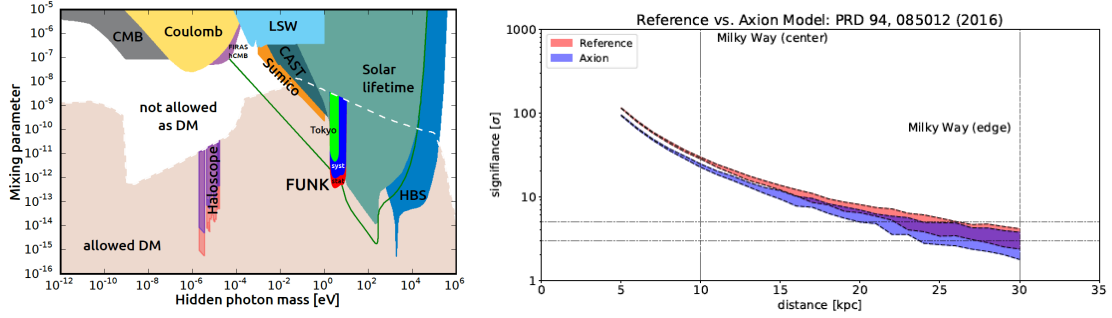 10^-5
10^-6
10^-7
10^-8
10^-9
10^-10
10^-11
10^-12
10^-13
10^-14
10^-15
10^-16
Mixing parameter
CMB
Coulomb
FIRAS
hCMB
LSW
CAST
Sumico
Solar
lifetime
not allowed
as DM
Tokyo
Haloscope
syst
FUNK
stat
HBS
allowed DM
10^-12 10^-10 10^-8 10^-6 10^-4 10^-2 10^0 10^2 10^4 10^6
Hidden photon mass [eV]
Reference vs. Axion Model: PRD 94, 085012 (2016)
Reference
Axion
Milky Way (center)
Milky Way (edge)
1000
100
10
1
signifiance [σ]
0 5 10 15 20 25 30 35
distance [kpc]